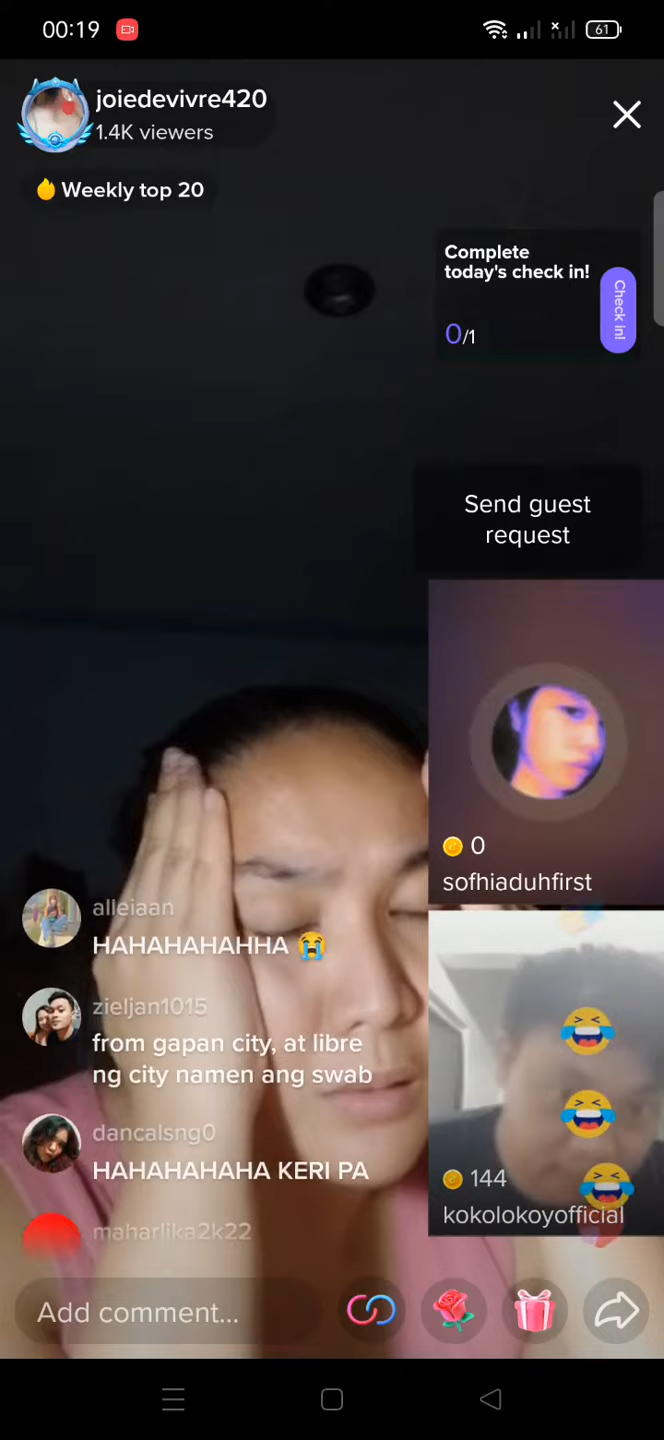 00:19
61
joiedevivre420
1.4K viewers
Weekly top 20
Complete
today's check in!
0/1
Check in!
Send guest
request
0
sofhiaduhfirst
alleiaan
HAHAHAHAHHA 😭
zieljan1015
from gapan city, at libre
ng city namen ang swab
dancalsng0
HAHAHAHAHA KERI PA
144
kokolokoyofficial
maharlika2k22
Add comment...